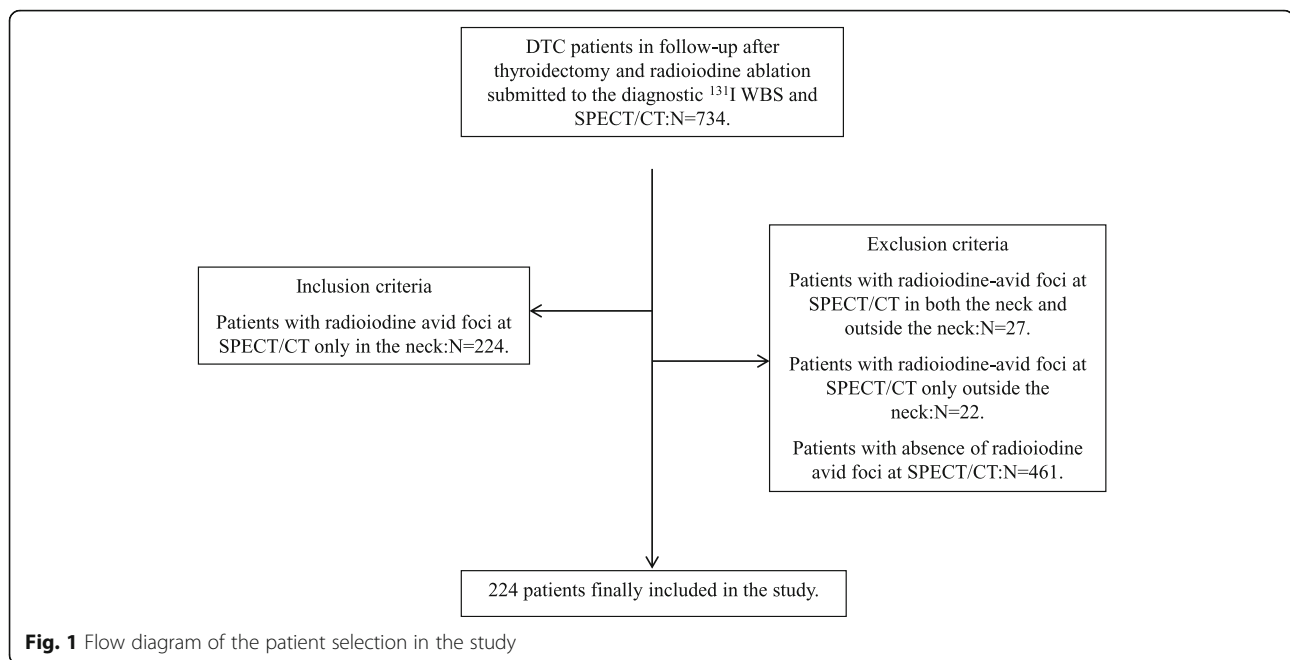 DTC patients in follow-up after
thyroidectomy and radioiodine ablation
submitted to the diagnostic ¹³¹I WBS and
SPECT/CT:N=734.
Inclusion criteria
Patients with radioiodine avid foci at
SPECT/CT only in the neck:N=224.
Exclusion criteria
Patients with radioiodine-avid foci at
SPECT/CT in both the neck and
outside the neck:N=27.
Patients with radioiodine-avid foci at
SPECT/CT only outside the
neck:N=22.
Patients with absence of radioiodine
avid foci at SPECT/CT:N=461.
224 patients finally included in the study.
Fig. 1 Flow diagram of the patient selection in the study